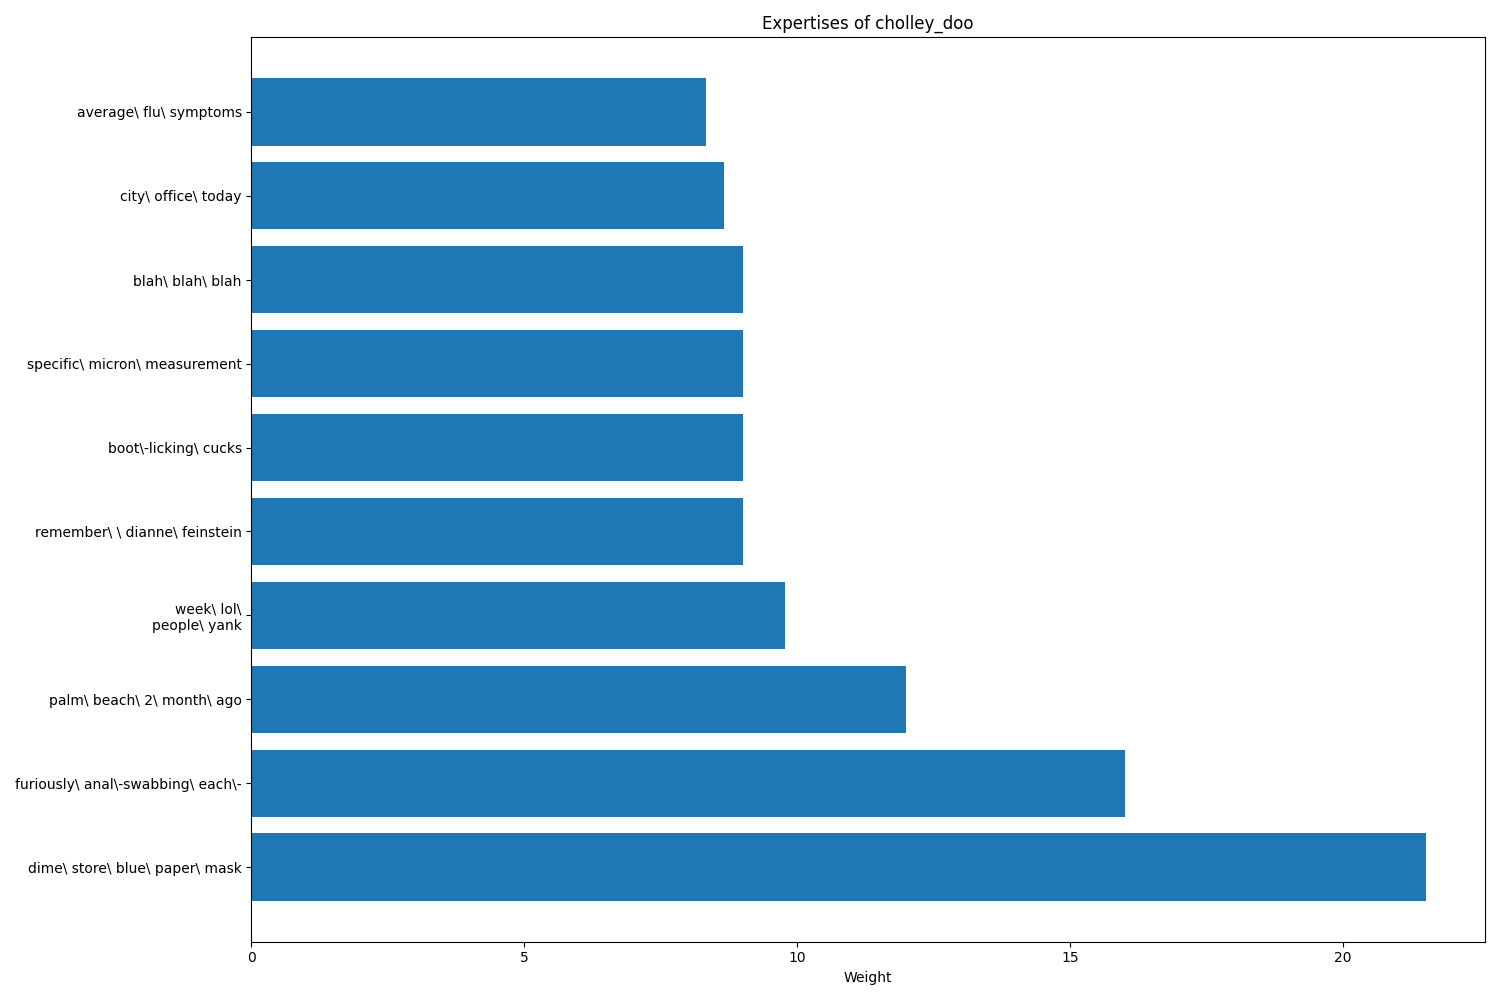 Expertises of cholley_doo
average\ flu\ symptoms
city\ office\ today
blah\ blah\ blah
specific\ micron\ measurement
boot\-licking\ cucks
remember\ \ dianne\ feinstein
week\ lol\
people\ yank
palm\ beach\ 2\ month\ ago
furiously\ anal\-swabbing\ each\-
dime\ store\ blue\ paper\ mask
0 5 10 15 20
Weight